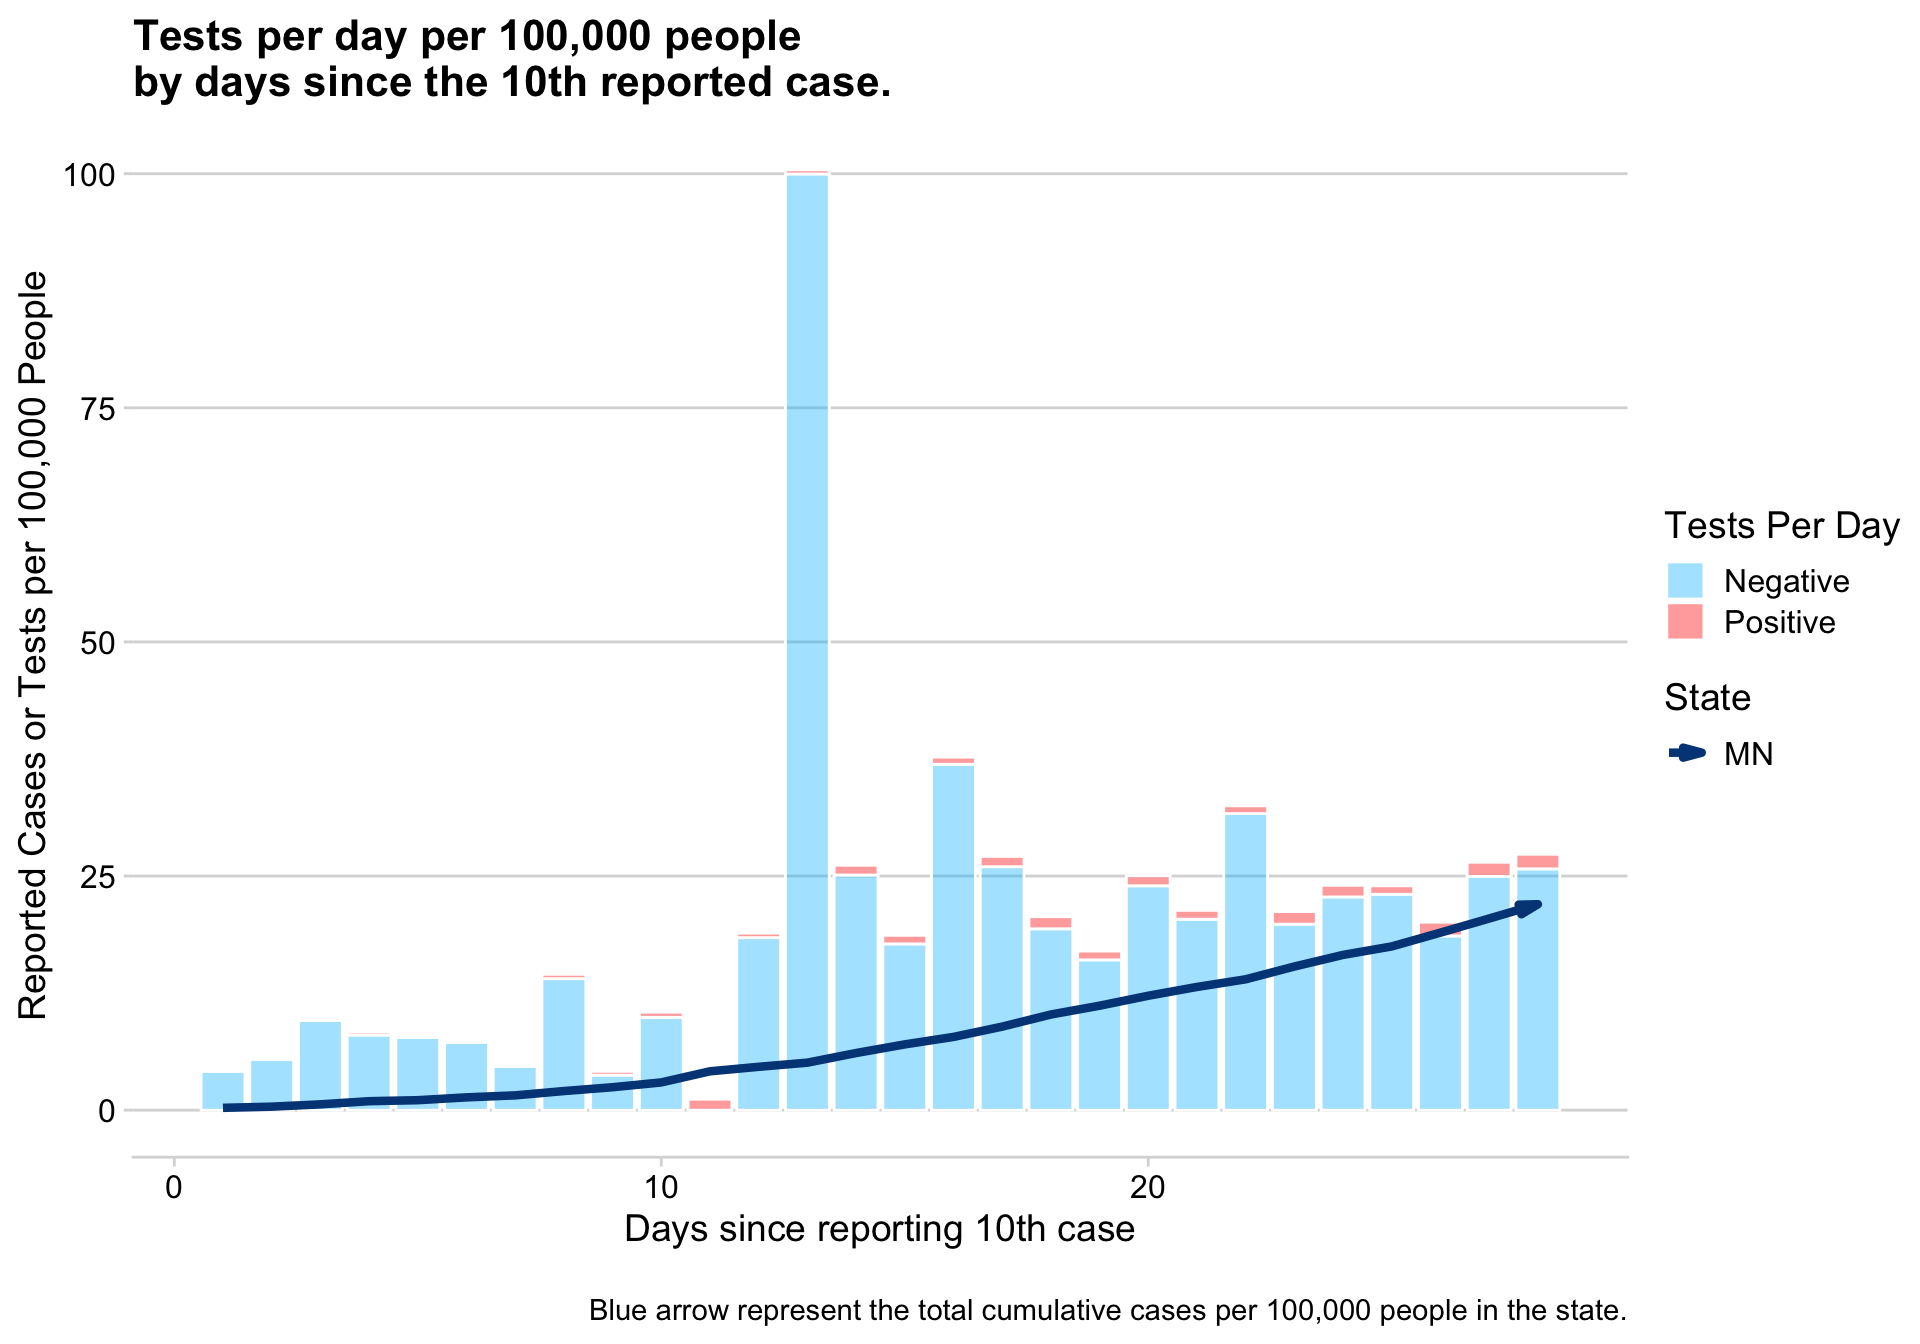 Tests per day per 100,000 people
by days since the 10th reported case.
Reported Cases or Tests per 100,000 People
100
75
50
25
0
0
10
20
Days since reporting 10th case
Tests Per Day
Negative
Positive
State
MN
Blue arrow represent the total cumulative cases per 100,000 people in the state.